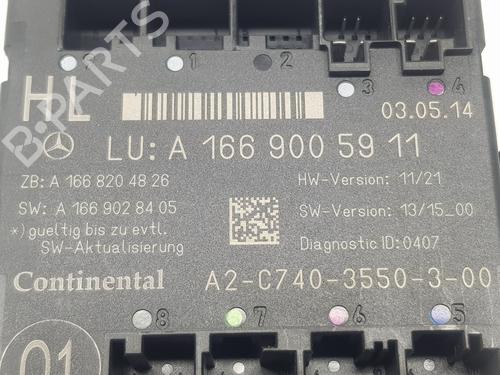 1 2
3 4
HL
03.05.14
LU: A 166 900 59 11
ZB: A 166 820 48 26
HW-Version: 11/21
SW: A 166 902 84 05
SW-Version: 13/15_00
*) gueltig bis zu evtl.
SW-Aktualisierung
Diagnostic ID:0407
Continental
A2-C740-3550-3-00
8 7 6 5
01
B-PARTS